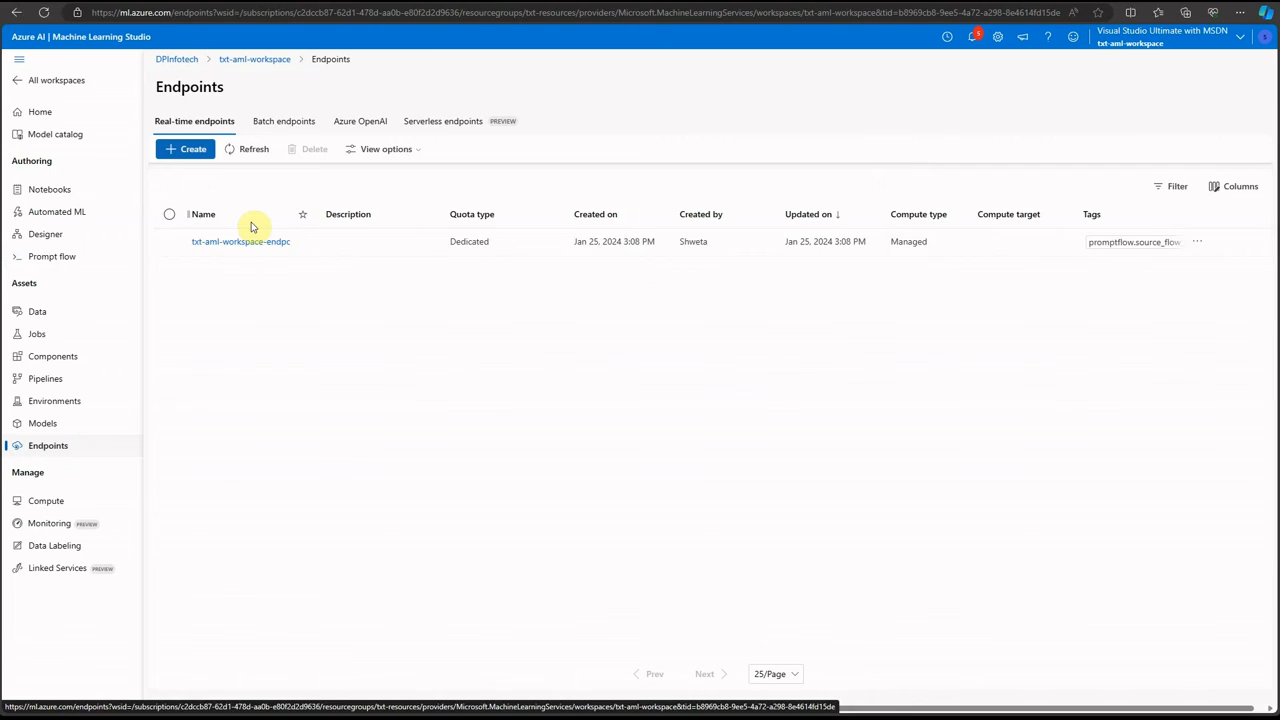 https://ml.azure.com/endpoints?wsid=/subscriptions/c2dccb87-62d1-478d-aa0b-e80f2d2d9636/resourcegroups/txt-resources/providers/Microsoft.MachineLearningServices/workspaces/txt-aml-workspace&tid=b8969cb8-9ee5-4a72-a298-8e4614fd15de
Azure AI | Machine Learning Studio
5
Visual Studio Ultimate with MSDN
txt-aml-workspace
S
DPInfotech > txt-aml-workspace > Endpoints
All workspaces
Home
Model catalog
Authoring
Notebooks
Automated ML
Designer
Prompt flow
Assets
Data
Jobs
Components
Pipelines
Environments
Models
Endpoints
Manage
Compute
Monitoring PREVIEW
Data Labeling
Linked Services PREVIEW
Endpoints
Real-time endpoints Batch endpoints Azure OpenAI Serverless endpoints PREVIEW
Create Refresh Delete View options
Filter Columns
Name Description Quota type Created on Created by Updated on ↓ Compute type Compute target Tags
txt-aml-workspace-endpc Dedicated Jan 25, 2024 3:08 PM Shweta Jan 25, 2024 3:08 PM Managed promptflow.source_flow ...
Prev Next 25/Page
https://ml.azure.com/endpoints?wsid=/subscriptions/c2dccb87-62d1-478d-aa0b-e80f2d2d9636/resourcegroups/txt-resources/providers/Microsoft.MachineLearningServices/workspaces/txt-aml-workspace&tid=b8969cb8-9ee5-4a72-a298-8e4614fd15de